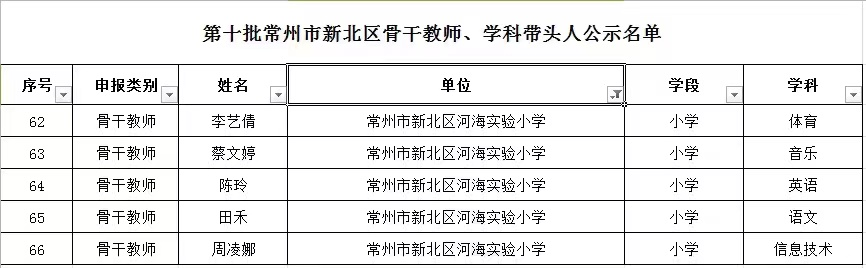 第十批常州市新北区骨干教师、学科带头人公示名单
序号 申报类别 姓名 单位 学段 学科
62 骨干教师 李艺倩 常州市新北区河海实验小学 小学 体育
63 骨干教师 蔡文婷 常州市新北区河海实验小学 小学 音乐
64 骨干教师 陈玲 常州市新北区河海实验小学 小学 英语
65 骨干教师 田禾 常州市新北区河海实验小学 小学 语文
66 骨干教师 周凌娜 常州市新北区河海实验小学 小学 信息技术